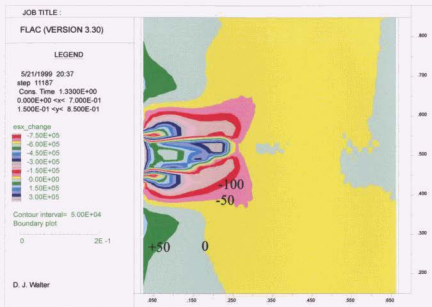 JOB TITLE :
FLAC (VERSION 3.30)
LEGEND
5/21/1999 20:37
step 11187
Cons. Time 1.3300E+00
0.000E+00 <x< 7.000E-01
1.500E-01 <y< 8.500E-01
esx_change
-7.50E+05
-6.00E+05
-4.50E+05
-3.00E+05
-1.50E+05
0.00E+00
1.50E+05
3.00E+05
Contour interval= 5.00E+04
Boundary plot
0 2E -1
D. J. Walter
-100
-50
+50 0
.800
.700
.600
.500
.400
.300
.200
.050 .150 .250 .350 .450 .550 .650